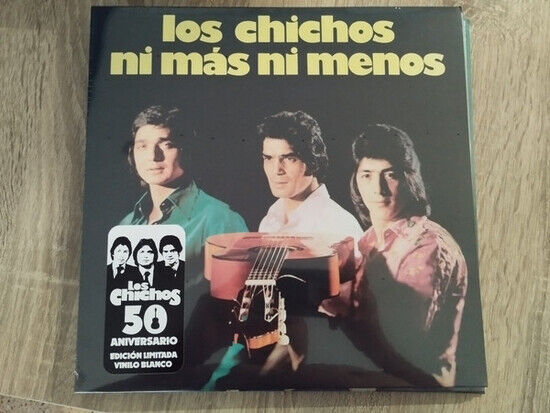 los chichos
ni más ni menos
Los
Chichos
50
ANIVERSARIO
EDICIÓN LIMITADA
VINILO BLANCO